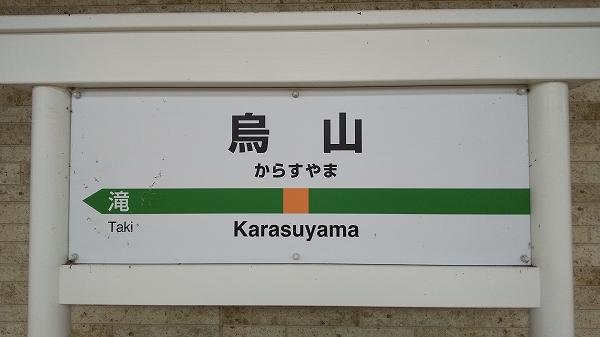 烏山
からすやま
滝
Taki
Karasuyama